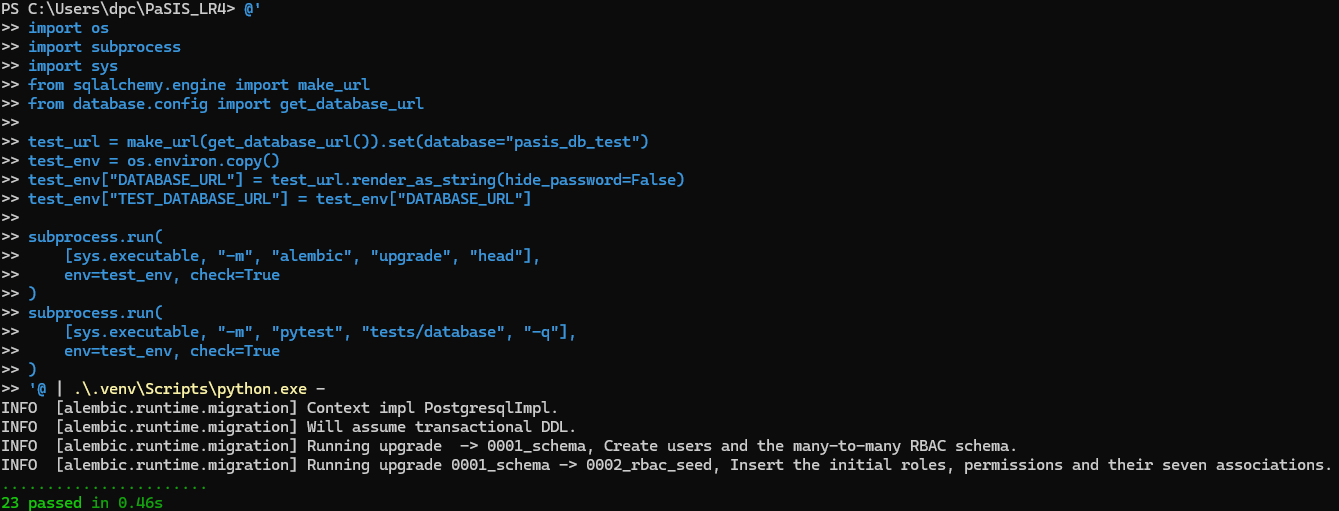 PS C:\Users\dpc\PaSIS_LR4> @'
>> import os
>> import subprocess
>> import sys
>> from sqlalchemy.engine import make_url
>> from database.config import get_database_url
>>
>> test_url = make_url(get_database_url()).set(database="pasis_db_test")
>> test_env = os.environ.copy()
>> test_env["DATABASE_URL"] = test_url.render_as_string(hide_password=False)
>> test_env["TEST_DATABASE_URL"] = test_env["DATABASE_URL"]
>>
>> subprocess.run(
>>     [sys.executable, "-m", "alembic", "upgrade", "head"],
>>     env=test_env, check=True
>> )
>> subprocess.run(
>>     [sys.executable, "-m", "pytest", "tests/database", "-q"],
>>     env=test_env, check=True
>> )
>> '@ | .\.venv\Scripts\python.exe -
INFO  [alembic.runtime.migration] Context impl PostgresqlImpl.
INFO  [alembic.runtime.migration] Will assume transactional DDL.
INFO  [alembic.runtime.migration] Running upgrade  -> 0001_schema, Create users and the many-to-many RBAC schema.
INFO  [alembic.runtime.migration] Running upgrade 0001_schema -> 0002_rbac_seed, Insert the initial roles, permissions and their seven associations.
.......................
23 passed in 0.46s